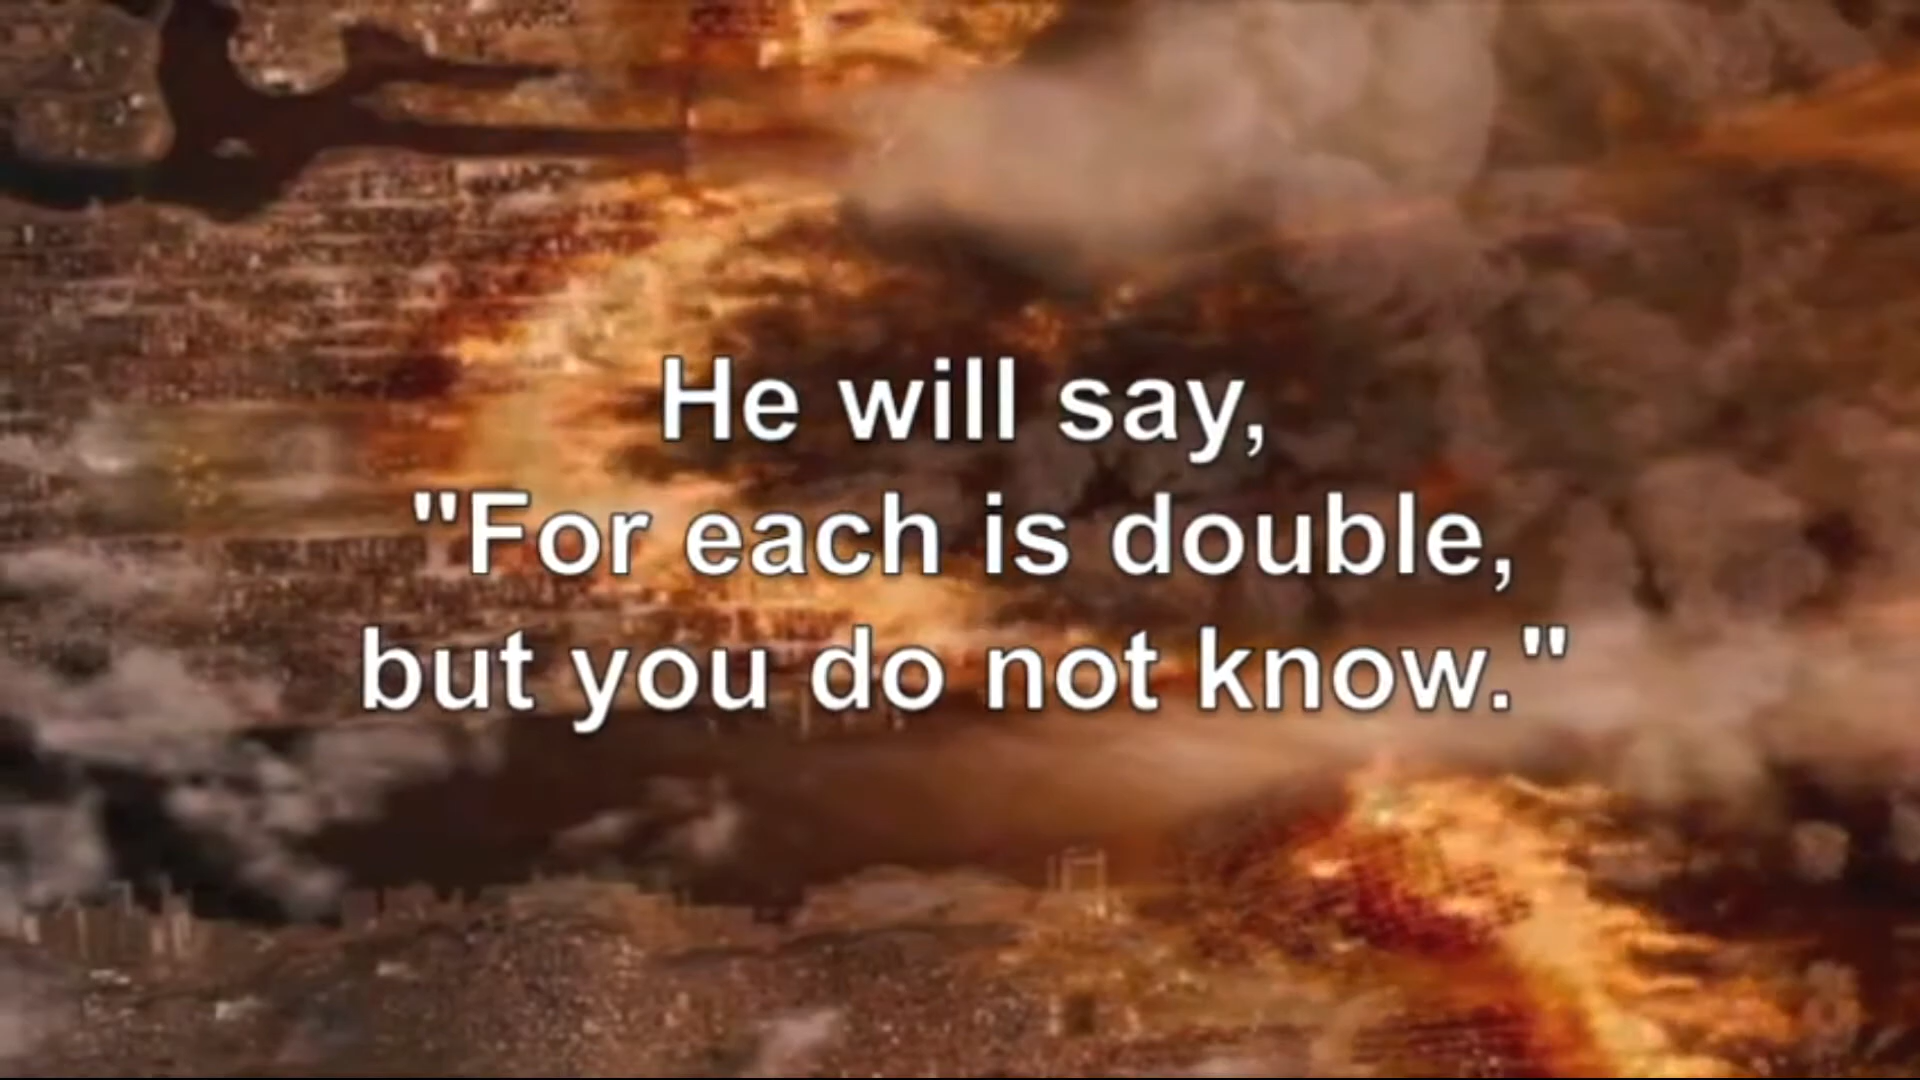 He will say,
"For each is double,
but you do not know."